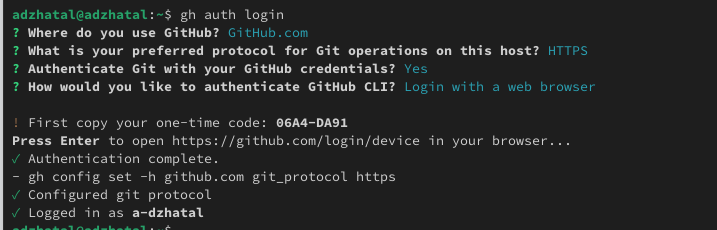 adzhatal@adzhatal:~$ gh auth login
? Where do you use GitHub? GitHub.com
? What is your preferred protocol for Git operations on this host? HTTPS
? Authenticate Git with your GitHub credentials? Yes
? How would you like to authenticate GitHub CLI? Login with a web browser
! First copy your one-time code: 06A4-DA91
Press Enter to open https://github.com/login/device in your browser...
✓ Authentication complete.
- gh config set -h github.com git_protocol https
✓ Configured git protocol
✓ Logged in as a-dzhatal
adzhatal@adzhatal:~$